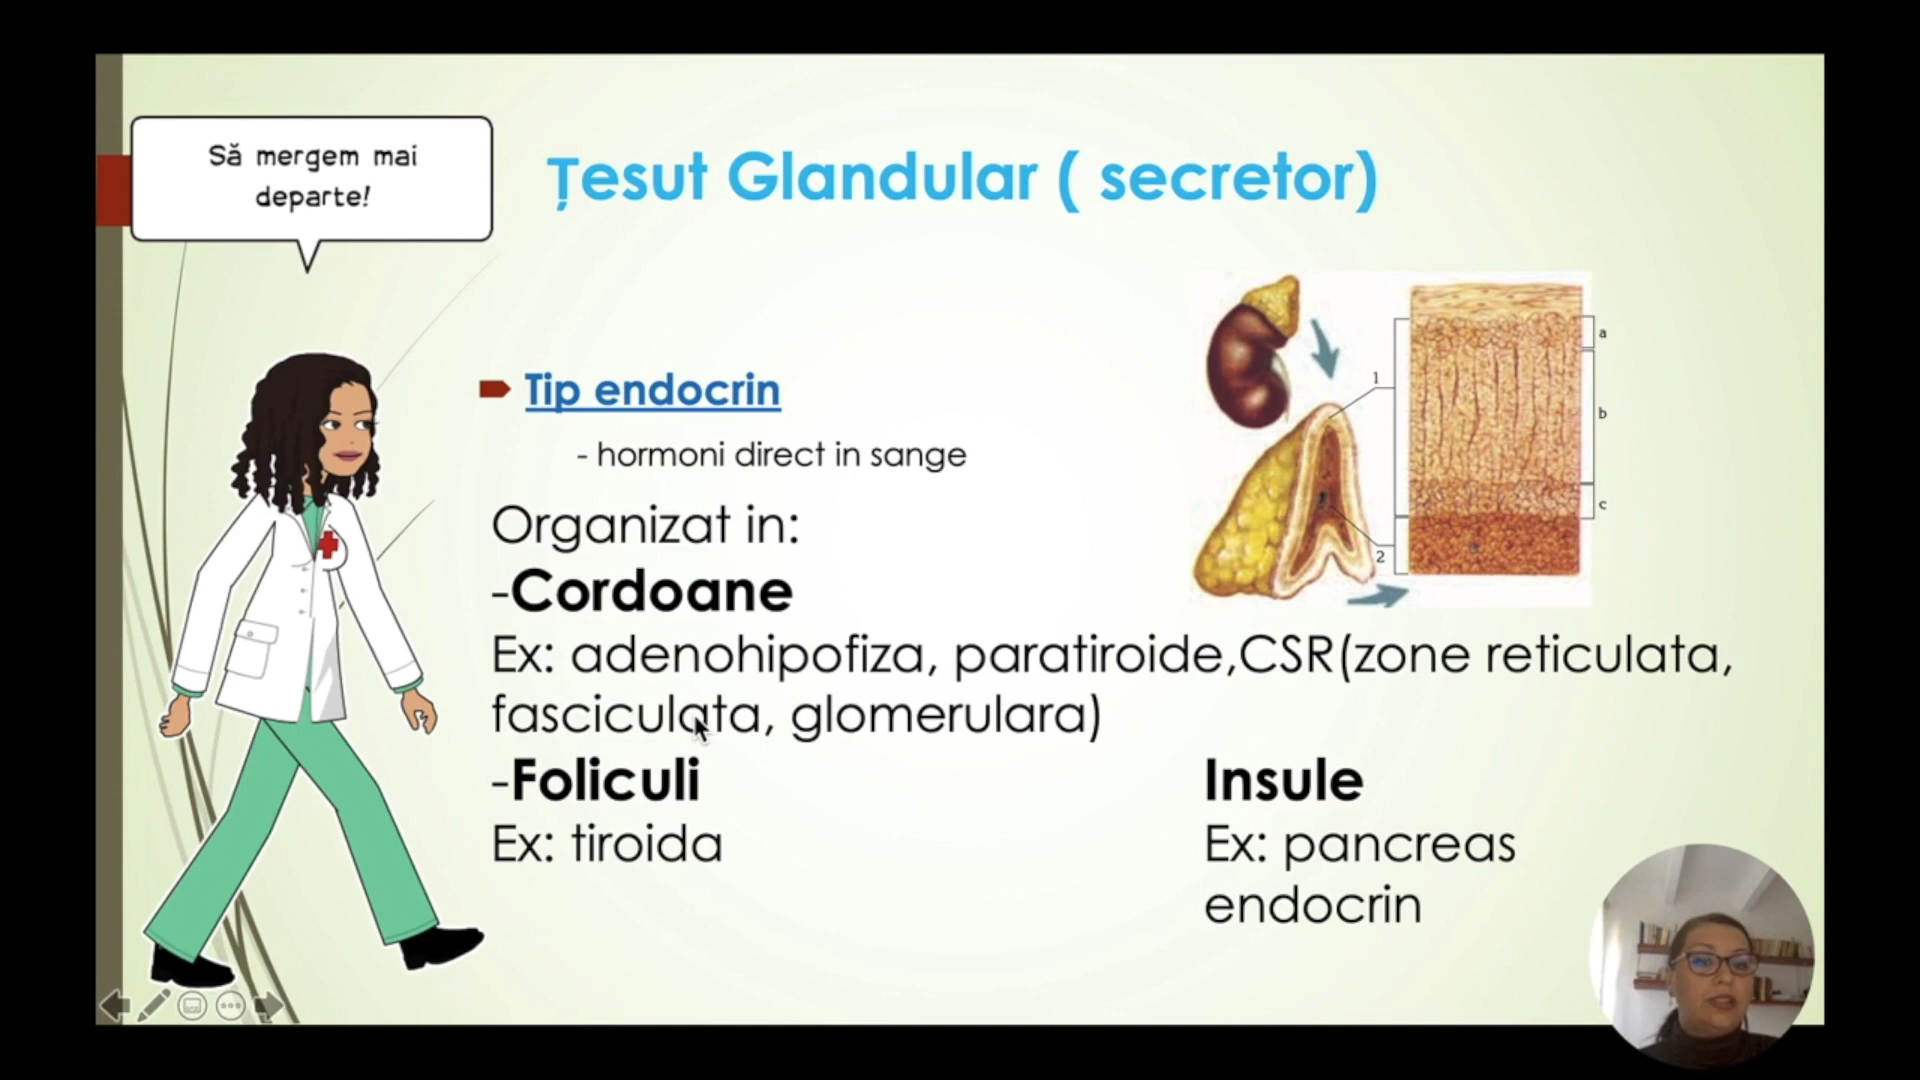 Să mergem mai
departe!
Țesut Glandular ( secretor)
Tip endocrin
- hormoni direct in sange
Organizat in:
-Cordoane
Ex: adenohipofiza, paratiroide,CSR(zone reticulata,
fasciculata, glomerulara)
-Foliculi
Ex: tiroida
Insule
Ex: pancreas
endocrin
1
2
a
b
c